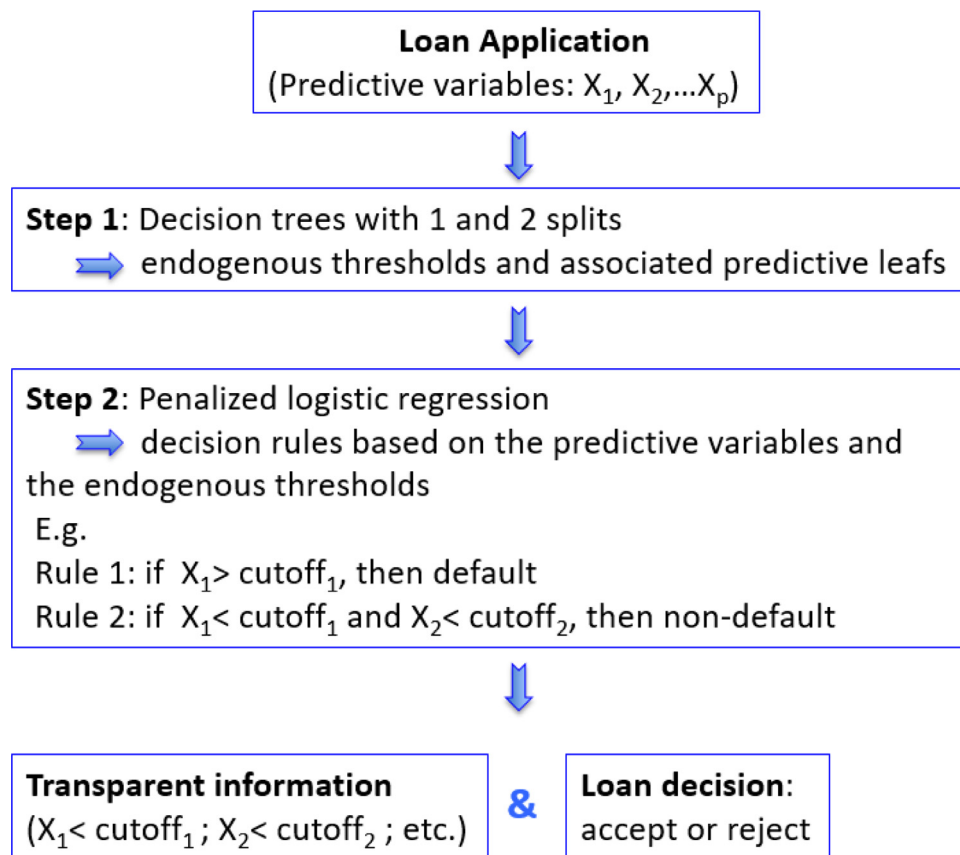 Loan Application
(Predictive variables: X₁, X₂,...Xₚ)
Step 1: Decision trees with 1 and 2 splits
endogenous thresholds and associated predictive leafs
Step 2: Penalized logistic regression
decision rules based on the predictive variables and
the endogenous thresholds
E.g.
Rule 1: if X₁> cutoff₁, then default
Rule 2: if X₁< cutoff₁ and X₂< cutoff₂, then non-default
Transparent information
(X₁< cutoff₁ ; X₂< cutoff₂ ; etc.)
&
Loan decision:
accept or reject